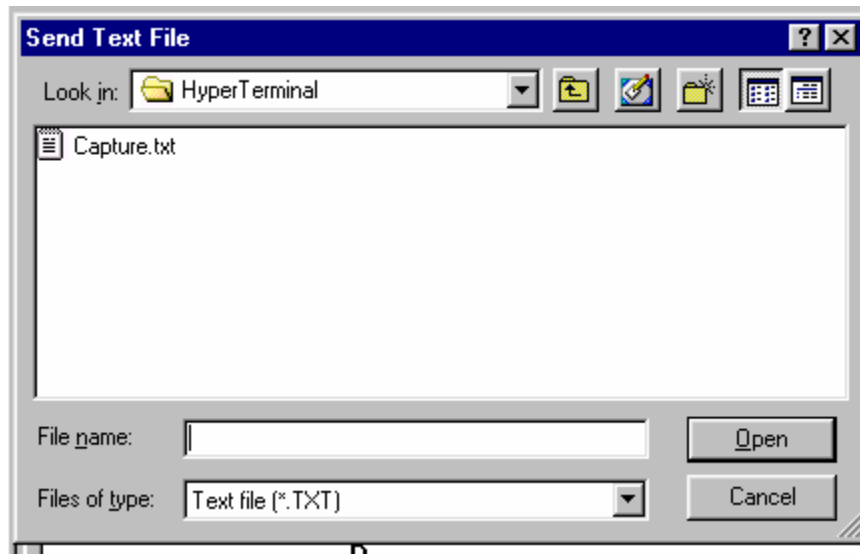 Send Text File
Look in: HyperTerminal
Capture.txt
File name:
Open
Files of type: Text file (*.TXT)
Cancel